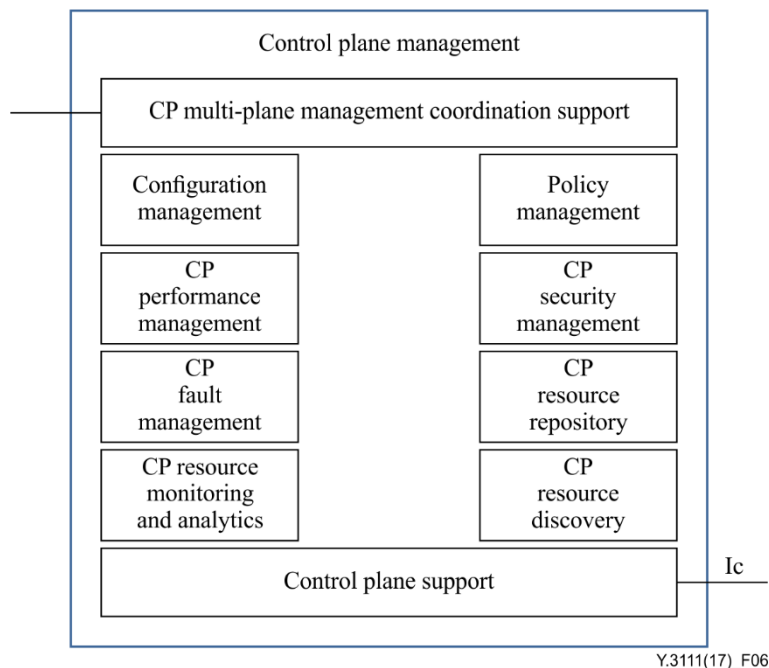 Control plane management
CP multi-plane management coordination support
Configuration
management
Policy
management
CP
performance
management
CP
security
management
CP
fault
management
CP
resource
repository
CP resource
monitoring
and analytics
CP
resource
discovery
Control plane support
Ic
Y.3111(17)_F06